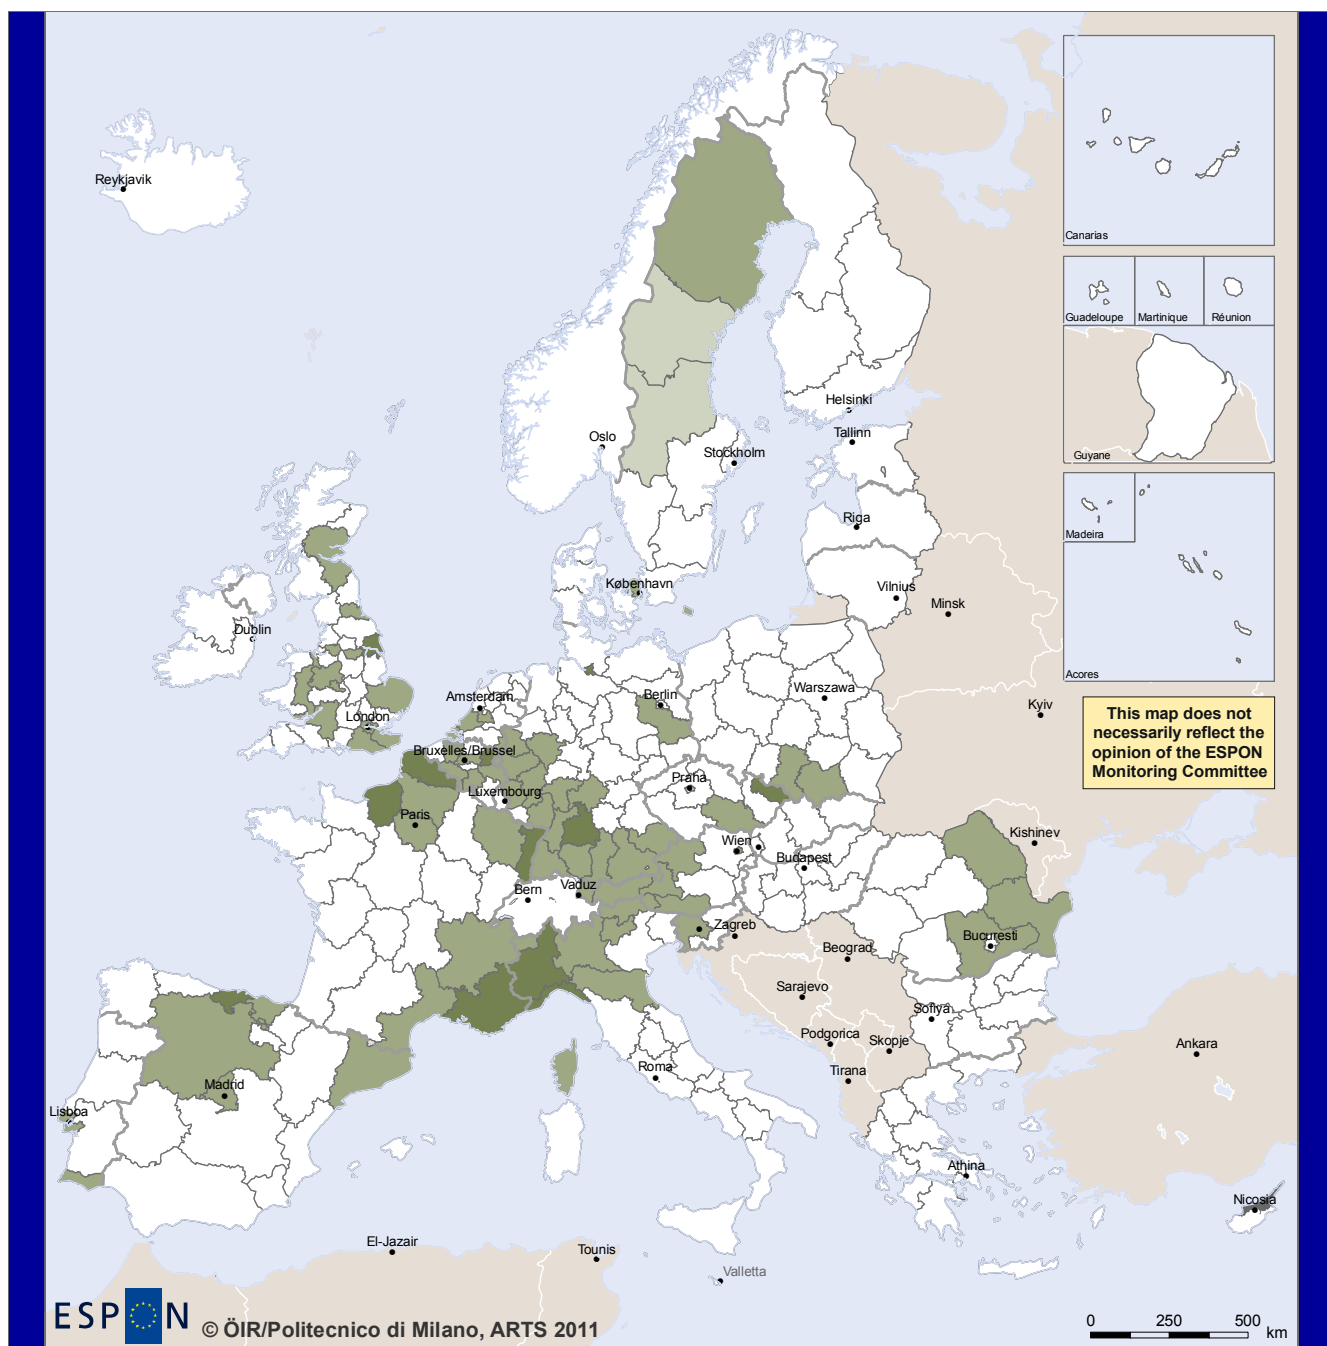 Reykjavik
Canarias
Guadeloupe
Martinique
Réunion
Guyane
Madeira
Acores
Helsinki
Tallinn
Oslo
Stockholm
Riga
København
Vilnius
Minsk
Dublin
Amsterdam
Berlin
Warszawa
London
Kyiv
This map does not
necessarily reflect the
opinion of the ESPON
Monitoring Committee
Bruxelles/Brussel
Praha
Luxembourg
Paris
Kishinev
Wien
Budapest
Bern
Vaduz
Zagreb
Bucuresti
Beograd
Sarajevo
Sofiya
Podgorica
Skopje
Ankara
Roma
Tirana
Madrid
Lisboa
Athina
Nicosia
El-Jazair
Tounis
Valletta
ESPON
© ÖIR/Politecnico di Milano, ARTS 2011
0 250 500
km